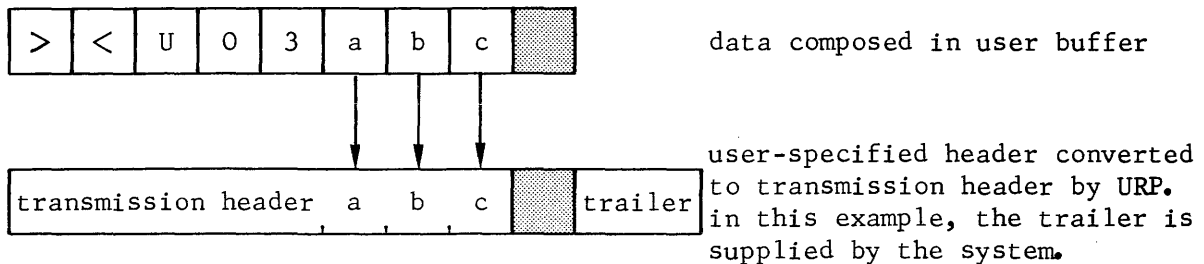 > < U 0 3 a b c
data composed in user buffer
transmission header a b c trailer
user-specified header converted
to transmission header by URP.
in this example, the trailer is
supplied by the system.